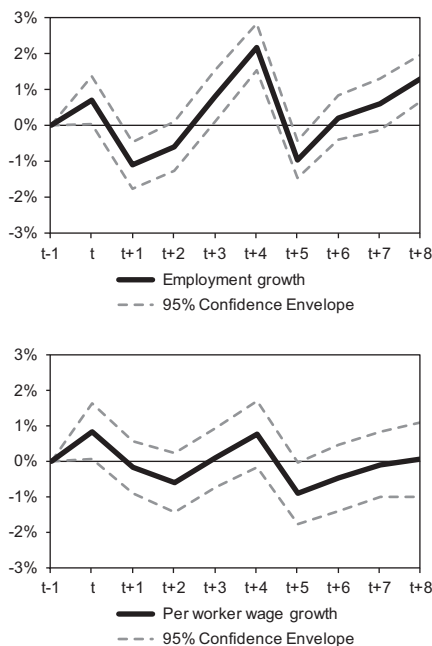 3%
2%
1%
0%
-1%
-2%
-3%
t-1 t t+1 t+2 t+3 t+4 t+5 t+6 t+7 t+8
Employment growth
95% Confidence Envelope
3%
2%
1%
0%
-1%
-2%
-3%
t-1 t t+1 t+2 t+3 t+4 t+5 t+6 t+7 t+8
Per worker wage growth
95% Confidence Envelope